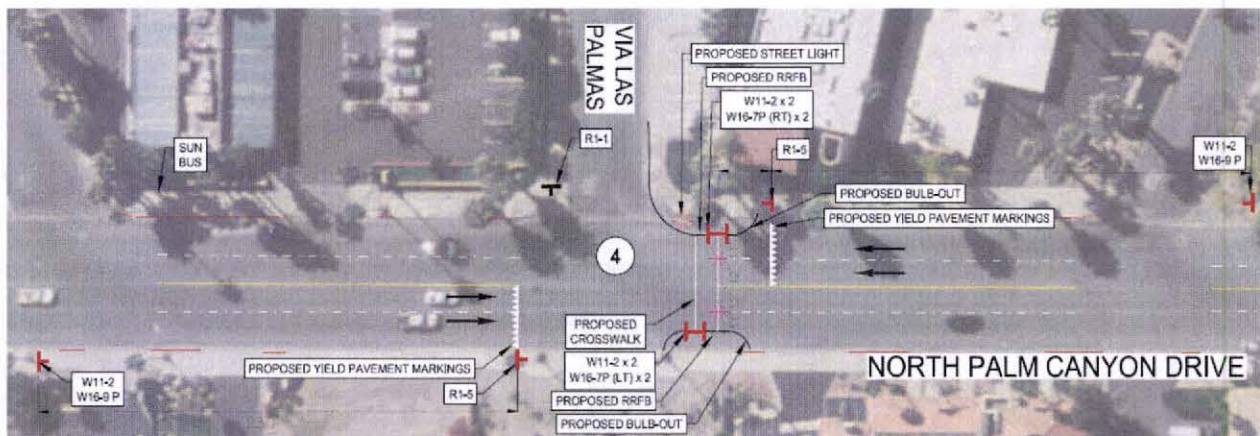 VIA LAS
PALMAS
PROPOSED STREET LIGHT
PROPOSED RRFB
W11-2 x 2
W16-7P (RT) x 2
R1-1
R1-5
SUN
BUS
W11-2
W16-9 P
PROPOSED BULB-OUT
PROPOSED YIELD PAVEMENT MARKINGS
4
PROPOSED
CROSSWALK
W11-2 x 2
W16-7P (LT) x 2
PROPOSED YIELD PAVEMENT MARKINGS
NORTH PALM CANYON DRIVE
W11-2
W16-9 P
R1-5
PROPOSED RRFB
PROPOSED BULB-OUT